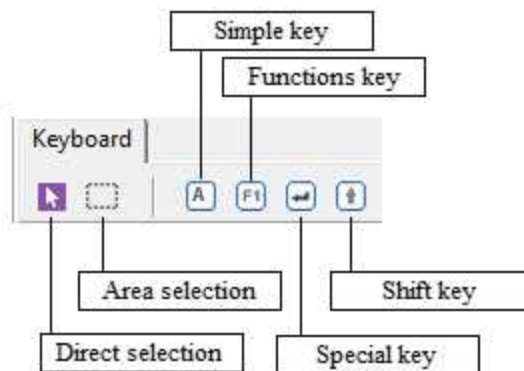 Simple key
Functions key
Keyboard
A F1
Area selection
Shift key
Direct selection
Special key